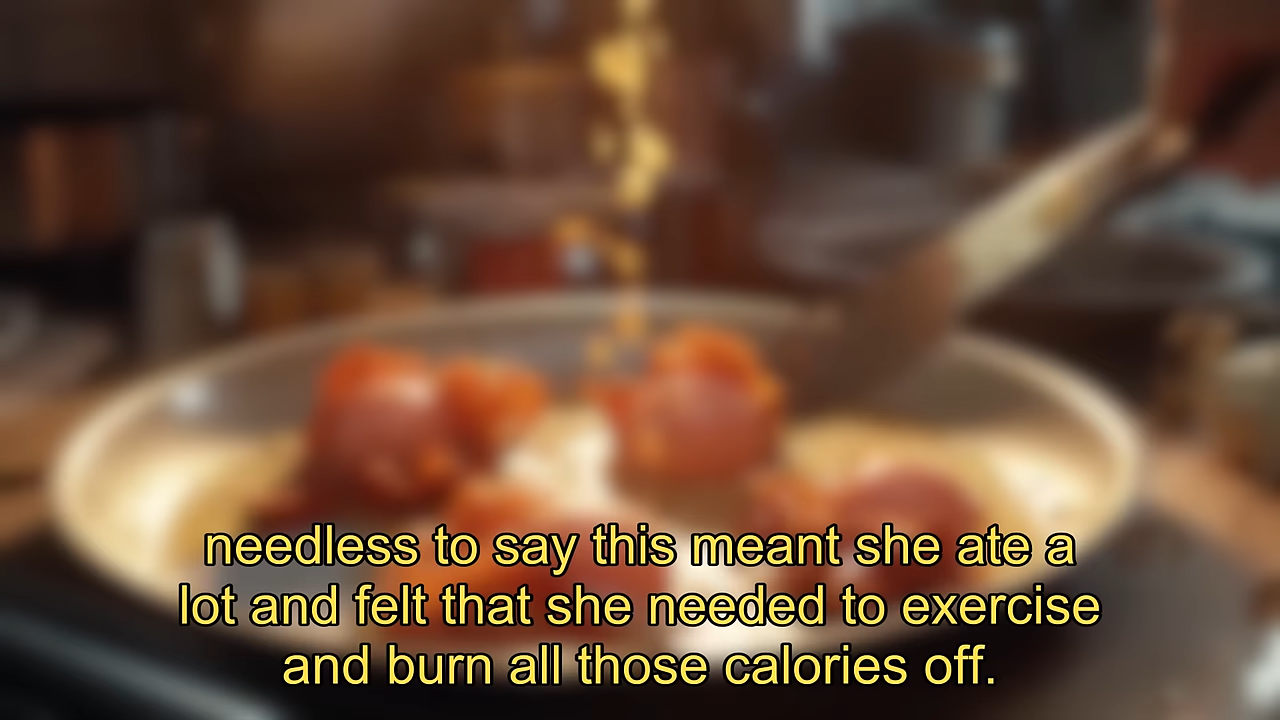 needless to say this meant she ate a
lot and felt that she needed to exercise
and burn all those calories off.